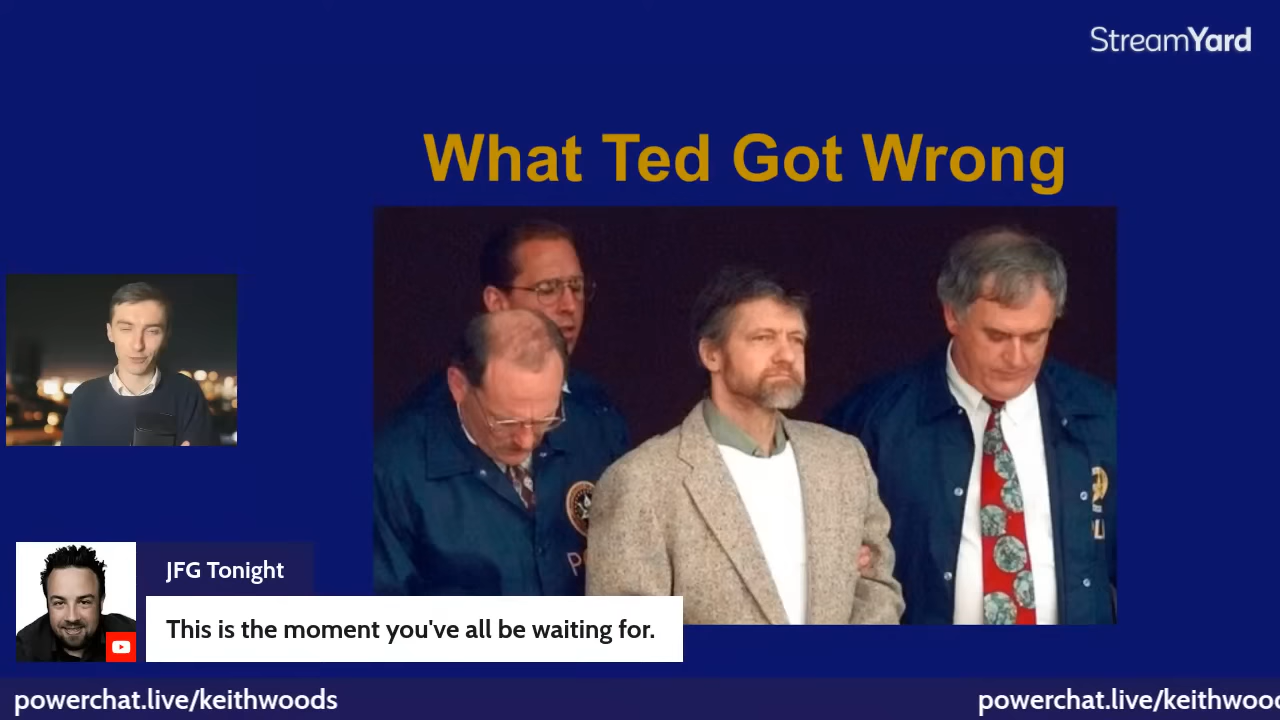 StreamYard
What Ted Got Wrong
JFG Tonight
This is the moment you've all be waiting for.
powerchat.live/keithwoods
powerchat.live/keithwood